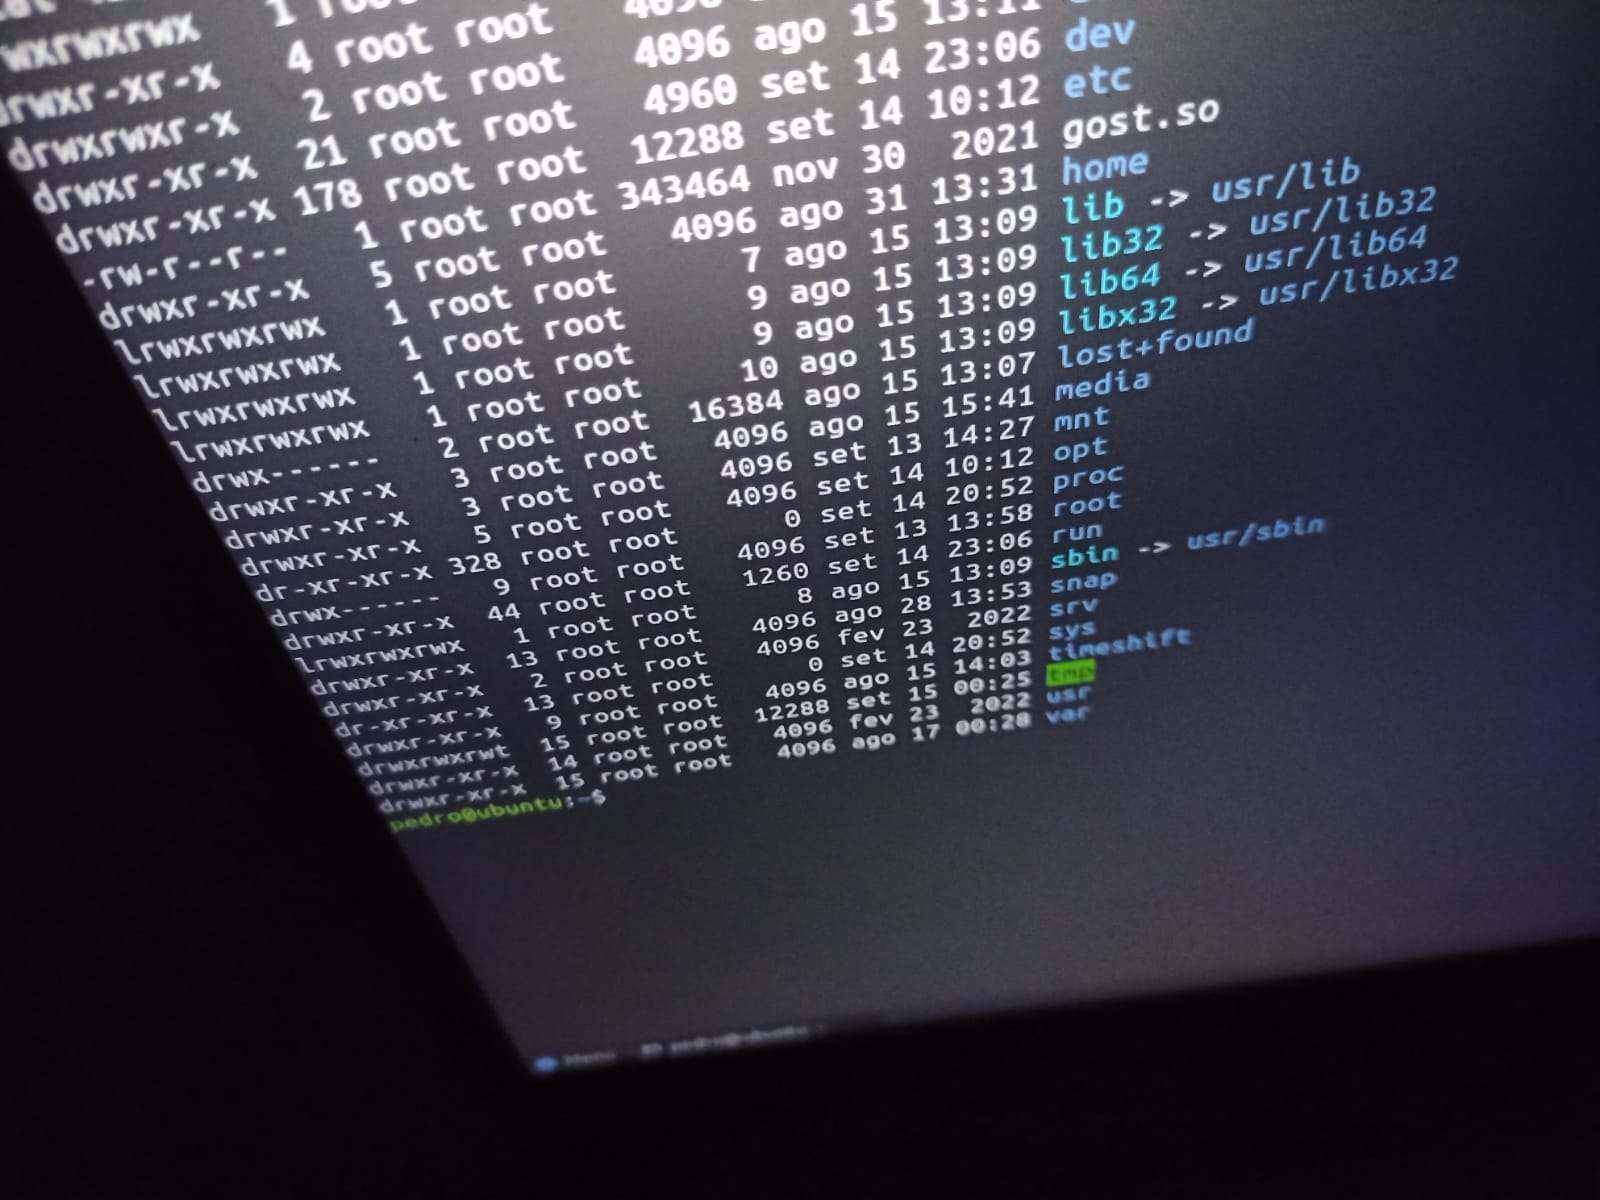 wxrwxrwx 1
drwxr-xr-x 4 root root 4096
drwxrwxr-x 2 root root 4096 ago 15 13:11
drwxr-xr-x 21 root root 4960 set 14 23:06 dev
drwxr-xr-x 178 root root 12288 set 14 10:12 etc
-rw-r--r-- 1 root root 343464 nov 30 2021 gost.so
drwxr-xr-x 5 root root 4096 ago 31 13:31 home
lrwxrwxrwx 1 root root 7 ago 15 13:09 lib -> usr/lib
lrwxrwxrwx 1 root root 9 ago 15 13:09 lib32 -> usr/lib32
lrwxrwxrwx 1 root root 9 ago 15 13:09 lib64 -> usr/lib64
lrwxrwxrwx 1 root root 10 ago 15 13:09 libx32 -> usr/libx32
drwx------ 2 root root 16384 ago 15 13:07 lost+found
drwxr-xr-x 3 root root 4096 ago 15 15:41 media
drwxr-xr-x 3 root root 4096 set 13 14:27 mnt
drwxr-xr-x 5 root root 4096 set 14 10:12 opt
dr-xr-xr-x 328 root root 0 set 14 20:52 proc
drwx------ 9 root root 4096 set 13 13:58 root
drwxr-xr-x 44 root root 1260 set 14 23:06 run
lrwxrwxrwx 1 root root 8 ago 15 13:09 sbin -> usr/sbin
drwxr-xr-x 13 root root 4096 ago 28 13:53 snap
drwxr-xr-x 2 root root 4096 fev 23 2022 srv
dr-xr-xr-x 13 root root 0 set 14 20:52 sys
drwxr-xr-x 9 root root 4096 ago 15 14:03 timeshift
drwxrwxrwt 15 root root 12288 set 15 00:25 tmp
drwxr-xr-x 14 root root 4096 fev 23 2022 usr
drwxr-xr-x 15 root root 4096 ago 17 00:28 var
pedro@ubuntu:~$
Menu